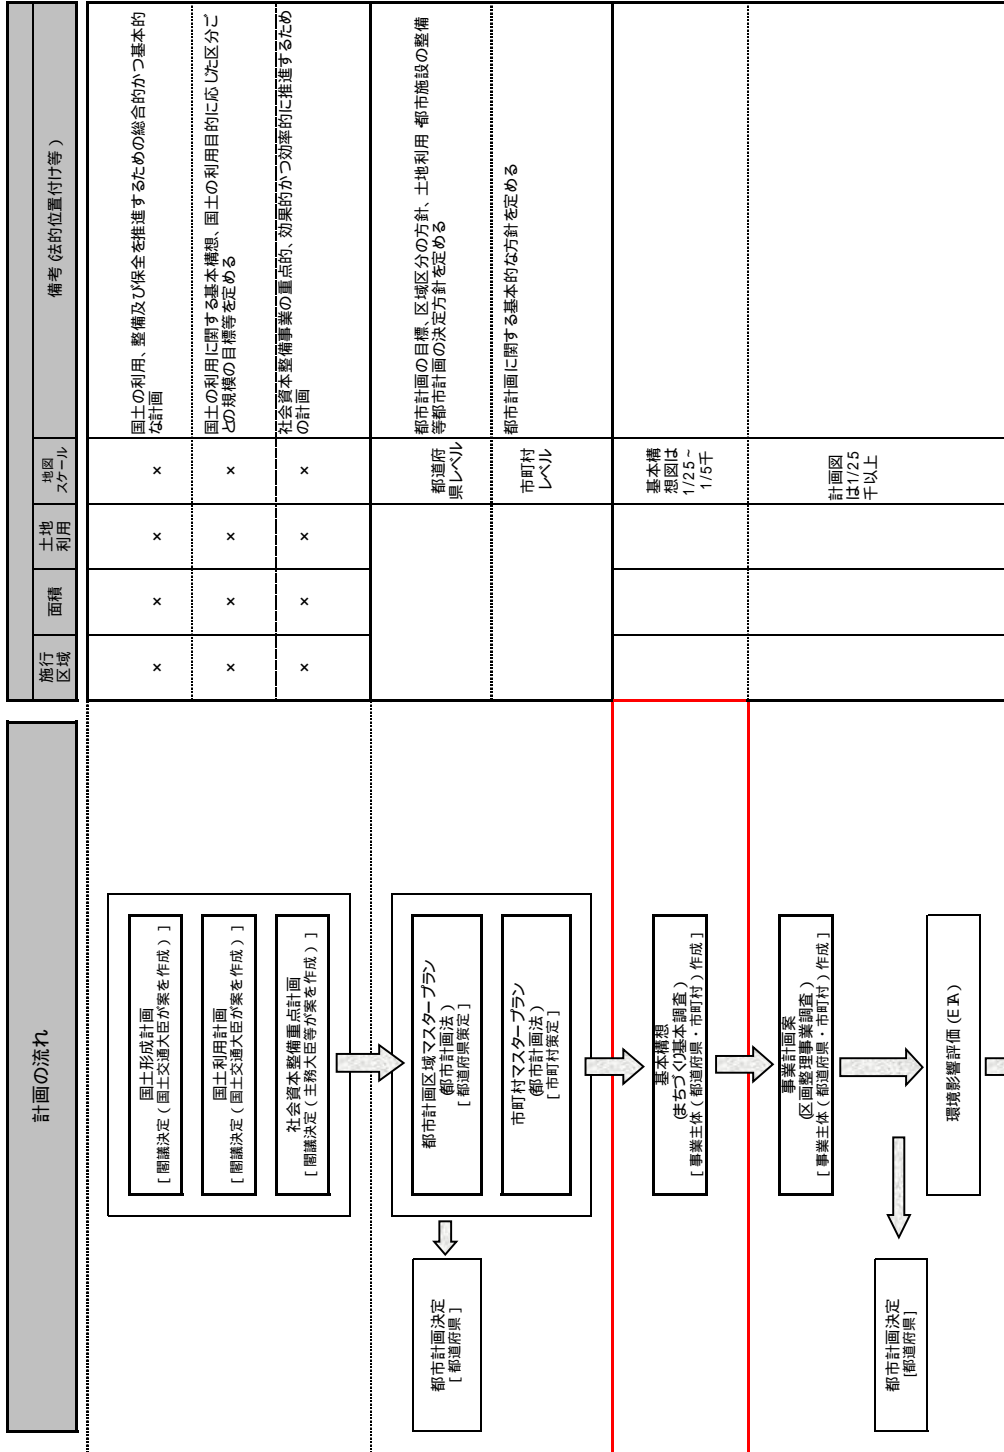 計画の流れ
施行
区域
面積
土地
利用
地図
スケール
備考(法的位置付け等)
国土形成計画
[閣議決定(国土交通大臣が案を作成)]
×
×
×
×
国土の利用、整備及び保全を推進するための総合的かつ基本的
な計画
国土利用計画
[閣議決定(国土交通大臣が案を作成)]
×
×
×
×
国土の利用に関する基本構想、国土の利用目的に応じた区分ご
との規模の目標等を定める
社会資本整備重点計画
[閣議決定(主務大臣等が案を作成)]
×
×
×
×
社会資本整備事業の重点的、効果的かつ効率的に推進するため
の計画
都市計画区域マスタープラン
(都市計画法)
[都道府県策定]
都道府
県レベル
都市計画の目標、区域区分の方針、土地利用・都市施設の整備
等都市計画の決定方針を定める
都市計画決定
[都道府県]
市町村マスタープラン
(都市計画法)
[市町村策定]
市町村
レベル
都市計画に関する基本的な方針を定める
基本構想
(まちづくり基本調査)
[事業主体(都道府県・市町村)作成]
基本構
想図は
1/25~
1/5千
事業計画案
(区画整理事業調査)
[事業主体(都道府県・市町村)作成]
計画図
は1/25
千以上
都市計画決定
[都道府県]
環境影響評価(EIA)